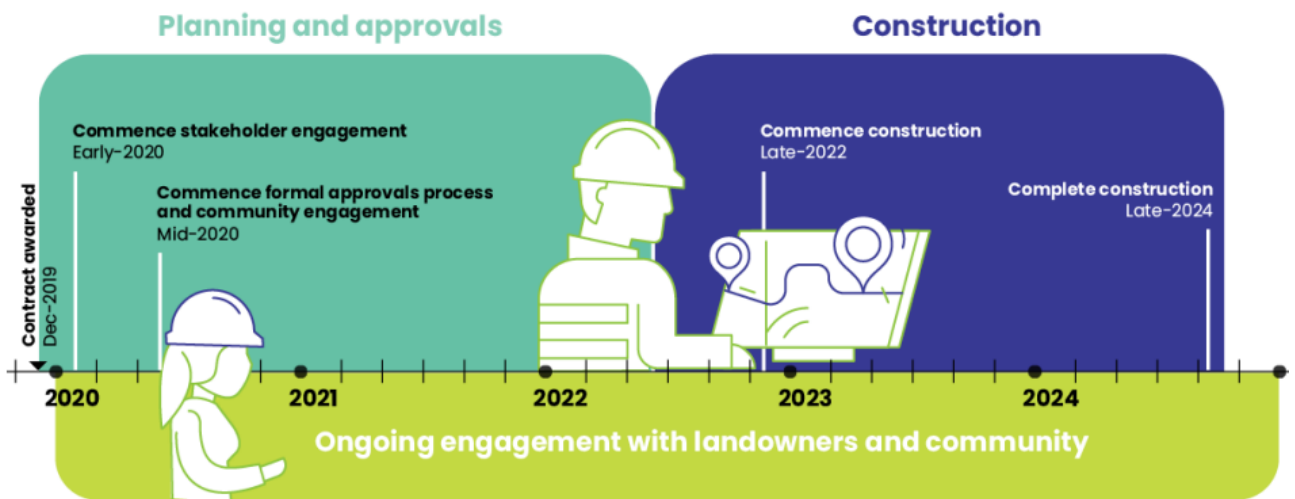 Planning and approvals
Construction
Commence stakeholder engagement
Early-2020
Commence formal approvals process
and community engagement
Mid-2020
Commence construction
Late-2022
Complete construction
Late-2024
Contract awarded
Dec-2019
2020
2021
2022
2023
2024
Ongoing engagement with landowners and community